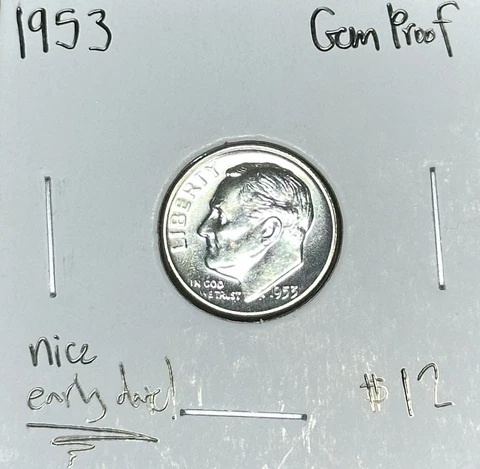 1953 Gem Proof
LIBERTY
IN GOD
WE TRUST 1953
nice
early date! $12